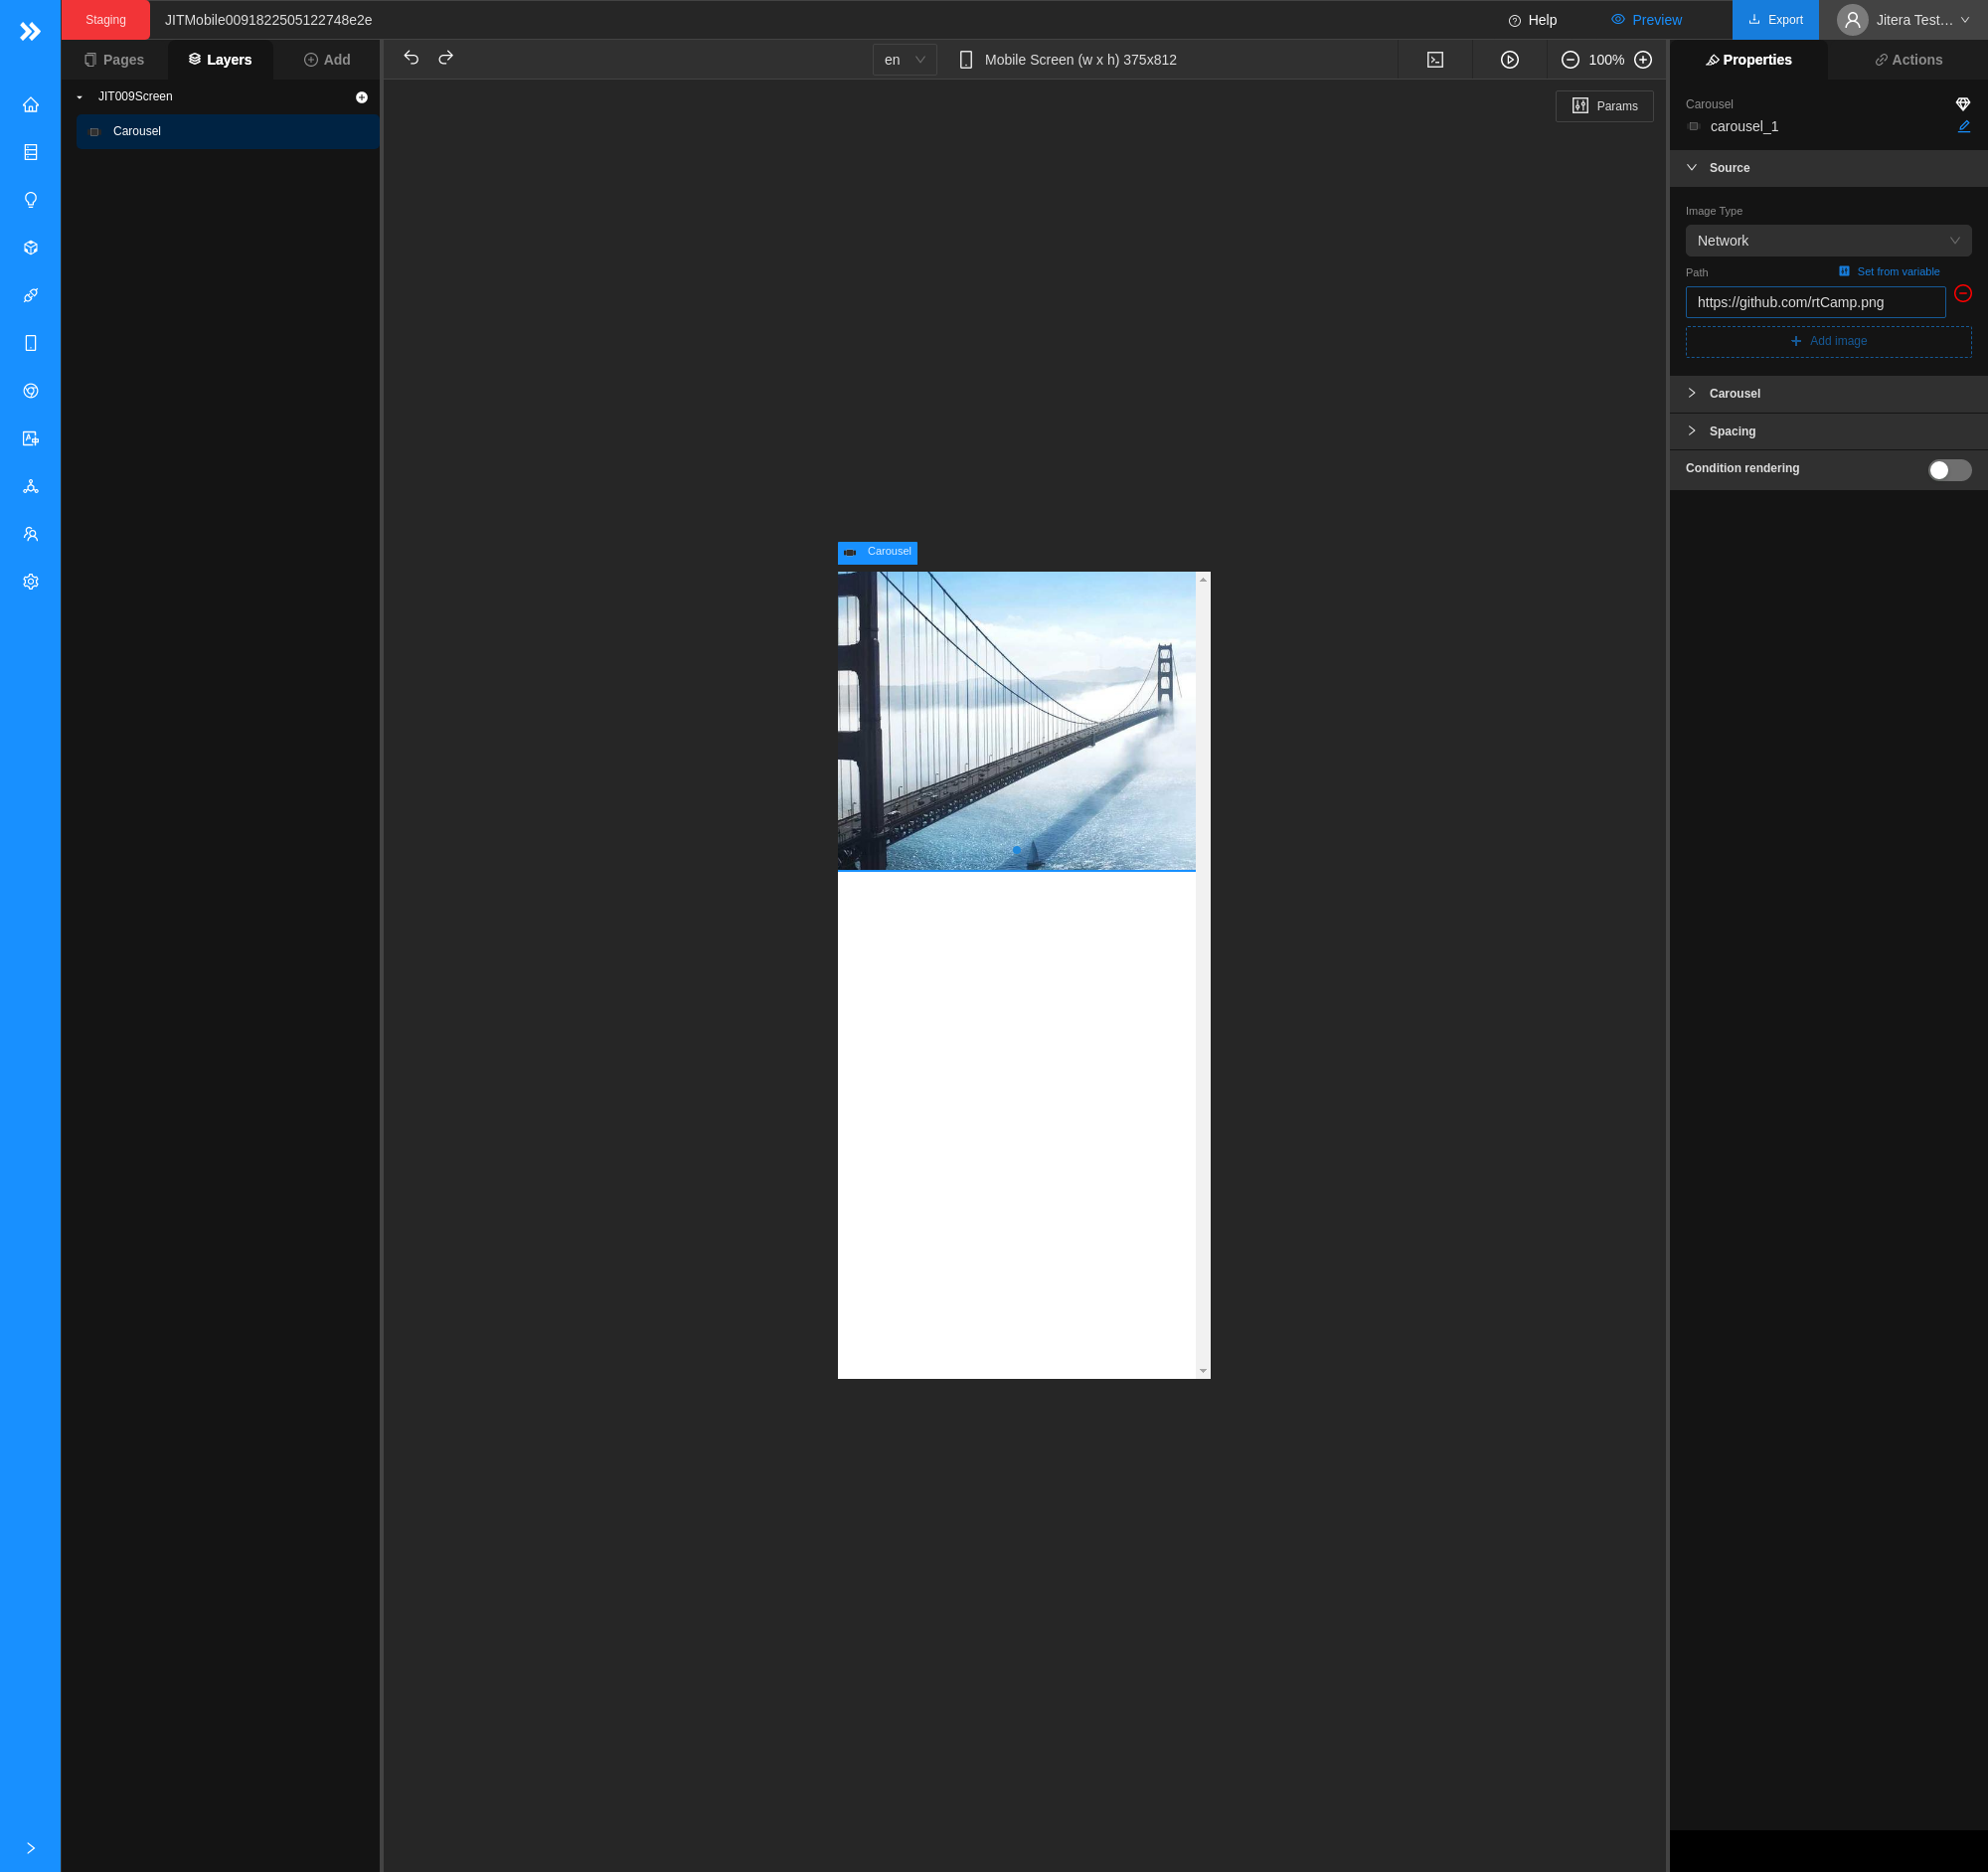 Staging
JITMobile0091822505122748e2e
Help
Preview
Export
Jitera Test…
Pages
Layers
Add
en
Mobile Screen (w x h) 375x812
100%
Properties
Actions
JIT009Screen
Carousel
Params
Carousel
carousel_1
Source
Image Type
Network
Path
Set from variable
https://github.com/rtCamp.png
Add image
Carousel
Spacing
Condition rendering
Carousel